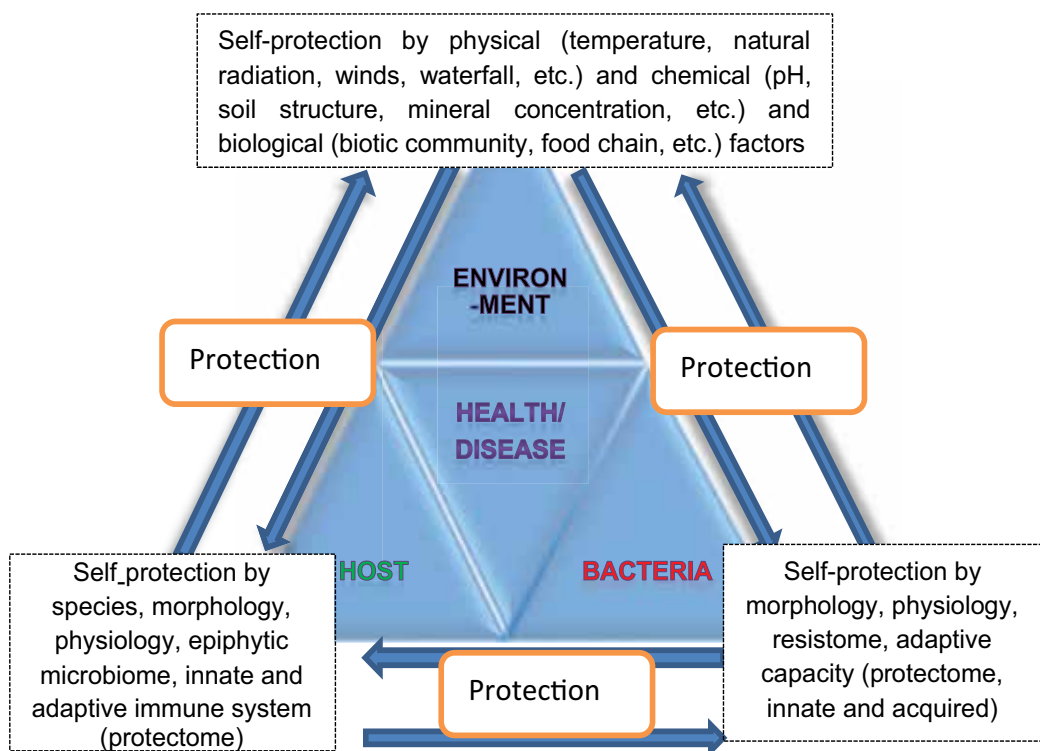 Self-protection by physical (temperature, natural
radiation, winds, waterfall, etc.) and chemical (pH,
soil structure, mineral concentration, etc.) and
biological (biotic community, food chain, etc.) factors
ENVIRON
-MENT
Protection
Protection
HEALTH/
DISEASE
HOST
BACTERIA
Self_protection by
species, morphology,
physiology, epiphytic
microbiome, innate and
adaptive immune system
(protectome)
Protection
Self-protection by
morphology, physiology,
resistome, adaptive
capacity (protectome,
innate and acquired)